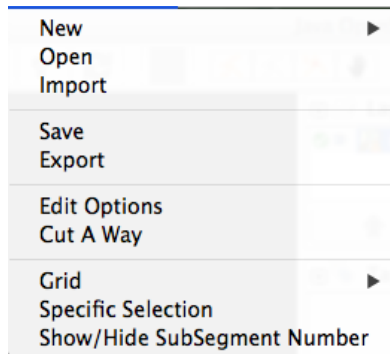 New
Open
Import
Save
Export
Edit Options
Cut A Way
Grid
Specific Selection
Show/Hide SubSegment Number